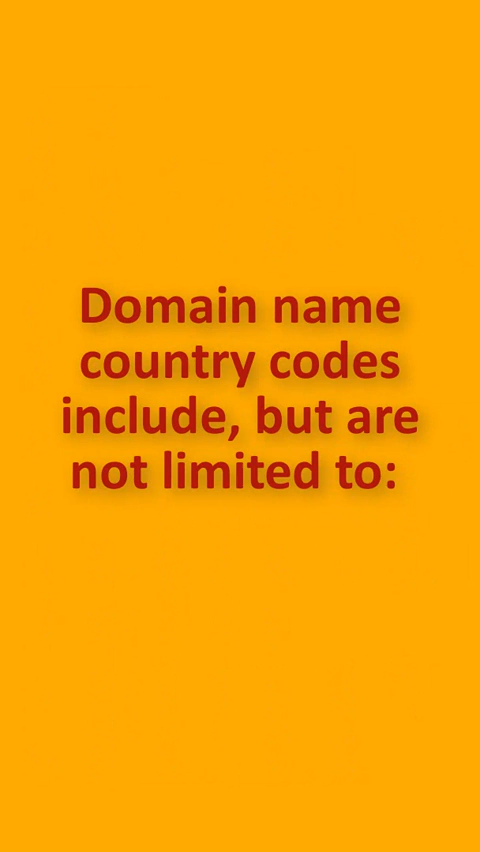 Domain name
country codes
include, but are
not limited to: